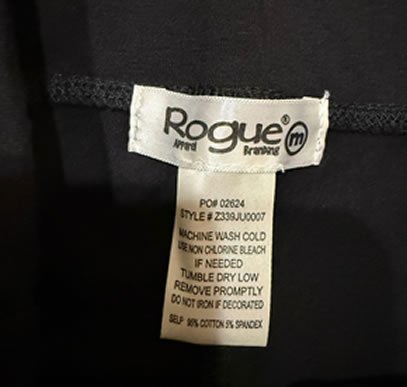 Rogue®
Apparel Branding
m
PO# 02624
STYLE # Z339JU0007
MACHINE WASH COLD
USE NON CHLORINE BLEACH
IF NEEDED
TUMBLE DRY LOW
REMOVE PROMPTLY
DO NOT IRON IF DECORATED
SELF 95% COTTON 5% SPANDEX